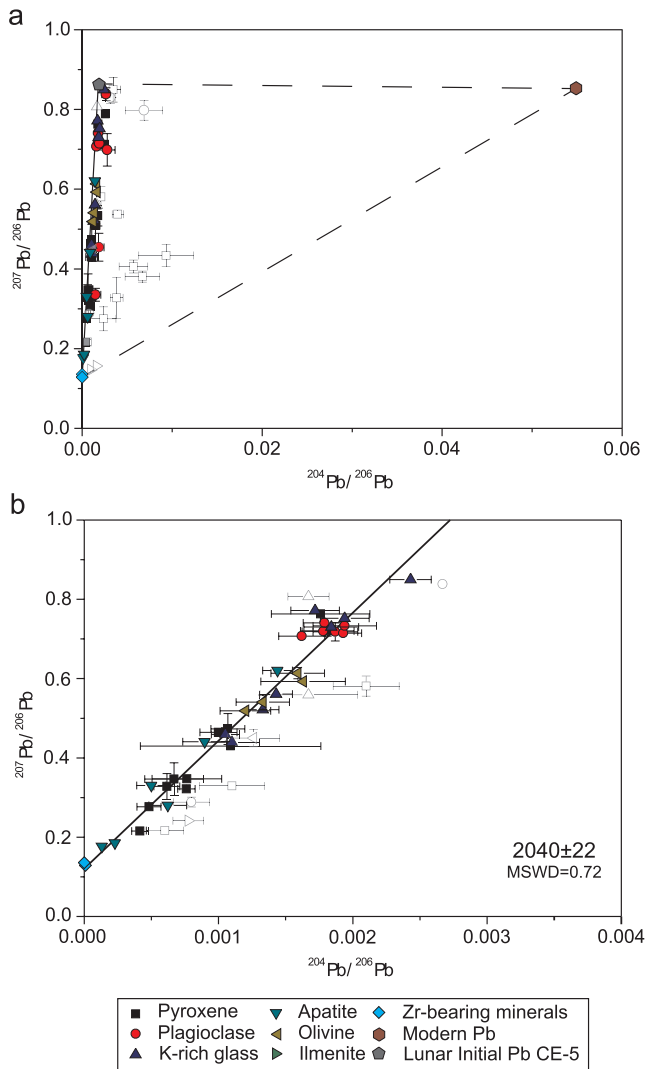 a
1.0
0.8
0.6
0.4
0.2
0.0
207Pb/ 206Pb
0.00 0.02 0.04 0.06
204Pb/ 206Pb
b
1.0
0.8
0.6
0.4
0.2
0.0
207Pb/ 206Pb
2040±22
MSWD=0.72
0.000 0.001 0.002 0.003 0.004
204Pb/ 206Pb
Pyroxene Apatite Zr-bearing minerals
Plagioclase Olivine Modern Pb
K-rich glass Ilmenite Lunar Initial Pb CE-5